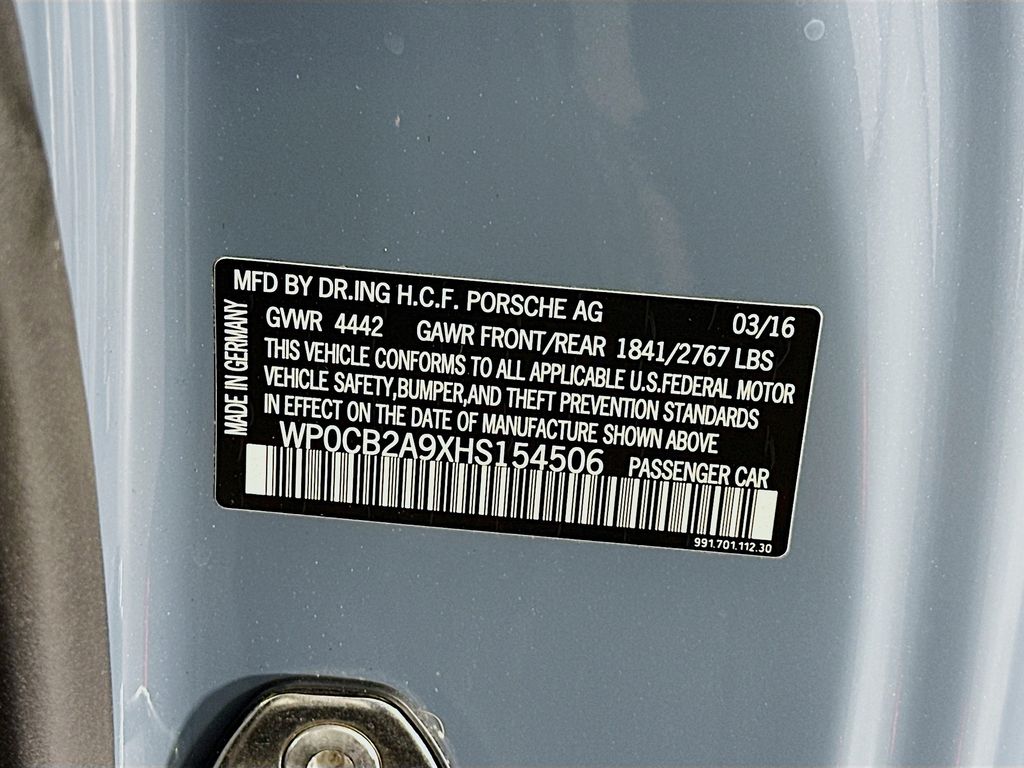 MFD BY DR.ING H.C.F. PORSCHE AG 03/16
GVWR 4442 GAWR FRONT/REAR 1841/2767 LBS
THIS VEHICLE CONFORMS TO ALL APPLICABLE U.S.FEDERAL MOTOR
VEHICLE SAFETY,BUMPER,AND THEFT PREVENTION STANDARDS
IN EFFECT ON THE DATE OF MANUFACTURE SHOWN ABOVE
WP0CB2A9XHS154506 PASSENGER CAR
991.701.112.30
MADE IN GERMANY